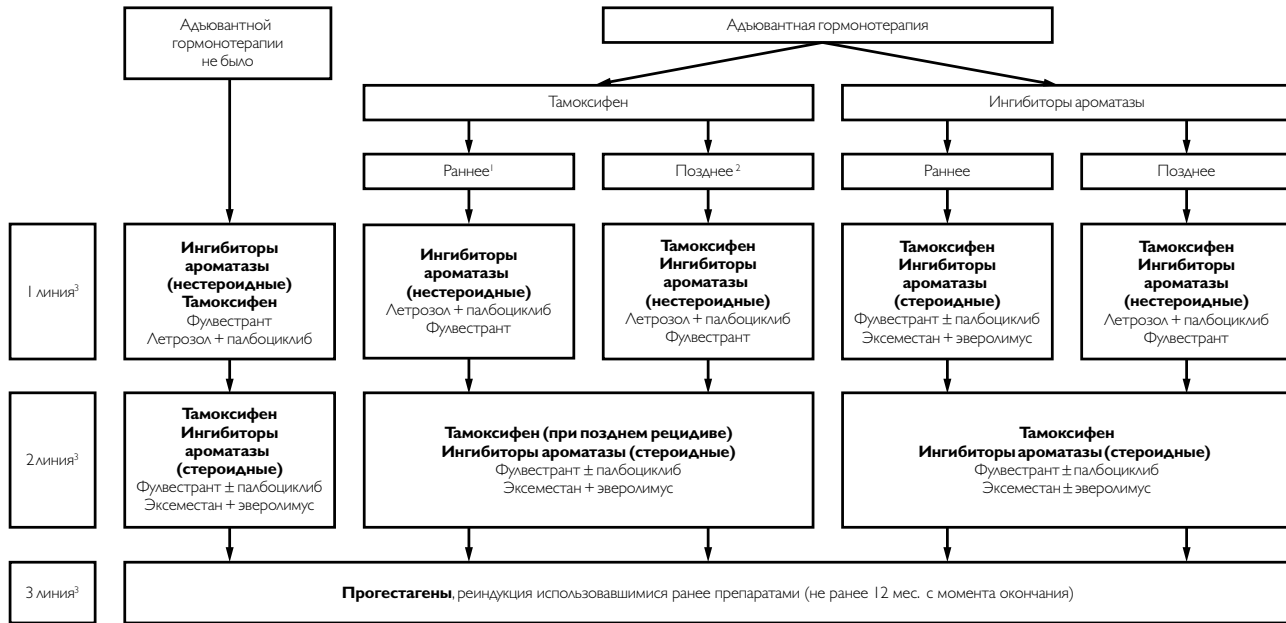 Адъювантной
гормонотерапии
не было
Адъювантная гормонотерапия
Тамоксифен
Ингибиторы ароматазы
Раннее¹
Позднее ²
Раннее
Позднее
1 линия³
Ингибиторы
ароматазы
(нестероидные)
Тамоксифен
Фулвестрант
Летрозол + палбоциклиб
Ингибиторы
ароматазы
(нестероидные)
Летрозол + палбоциклиб
Фулвестрант
Тамоксифен
Ингибиторы
ароматазы
(нестероидные)
Летрозол + палбоциклиб
Фулвестрант
Тамоксифен
Ингибиторы
ароматазы
(стероидные)
Фулвестрант ± палбоциклиб
Эксеместан + эверолимус
Тамоксифен
Ингибиторы
ароматазы
(нестероидные)
Летрозол + палбоциклиб
Фулвестрант
2 линия³
Тамоксифен
Ингибиторы
ароматазы
(стероидные)
Фулвестрант ± палбоциклиб
Эксеместан + эверолимус
Тамоксифен (при позднем рецидиве)
Ингибиторы ароматазы (стероидные)
Фулвестрант ± палбоциклиб
Эксеместан + эверолимус
Тамоксифен
Ингибиторы ароматазы (стероидные)
Фулвестрант ± палбоциклиб
Эксеместан ± эверолимус
3 линия³
Прогестагены, реиндукция использовавшимися ранее препаратами (не ранее 12 мес. с момента окончания)